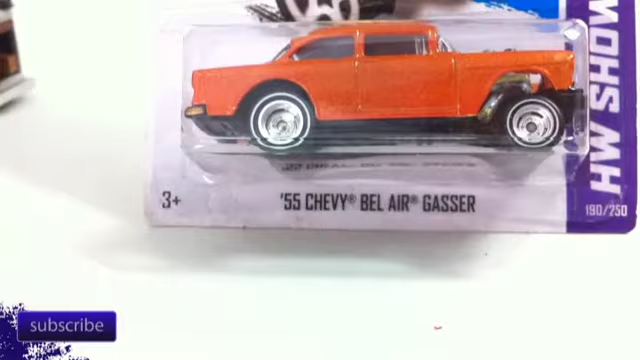 HW SHOW
3+
'55 CHEVY® BEL AIR® GASSER
190/250
subscribe